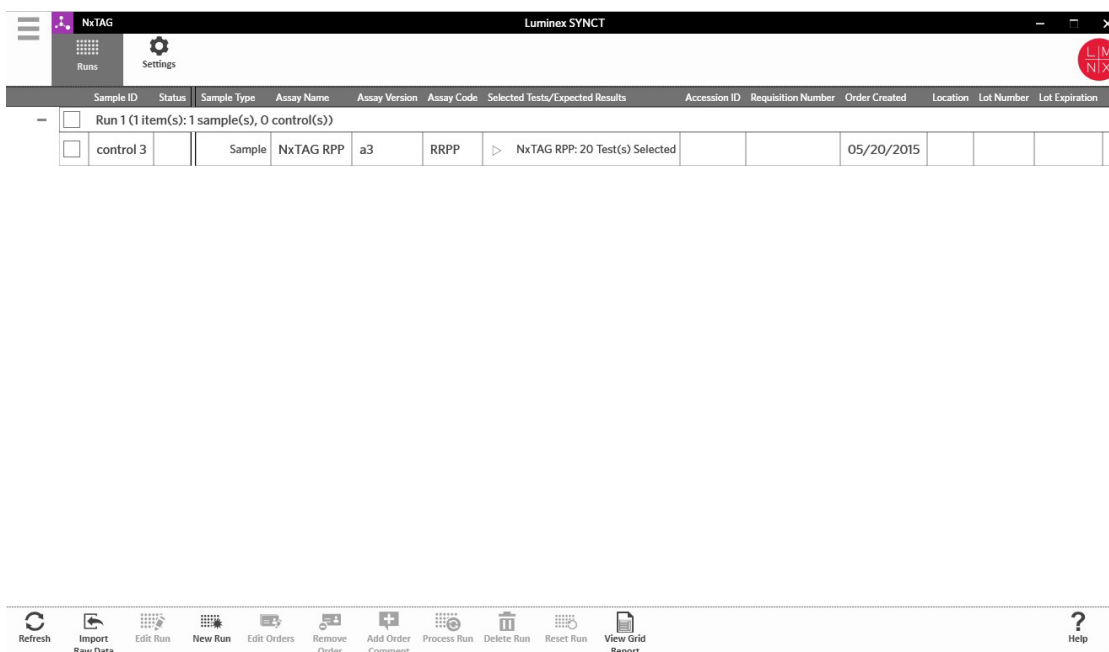 NxTAG
Luminex SYNCT
Runs
Settings
LM
NX
Sample ID Status Sample Type Assay Name Assay Version Assay Code Selected Tests/Expected Results Accession ID Requisition Number Order Created Location Lot Number Lot Expiration
Run 1 (1 item(s): 1 sample(s), 0 control(s))
control 3 Sample NxTAG RPP a3 RRPP NxTAG RPP: 20 Test(s) Selected 05/20/2015
Refresh
Import
Raw Data
Edit Run
New Run
Edit Orders
Remove
Order
Add Order
Comment
Process Run
Delete Run
Reset Run
View Grid
Report
?
Help